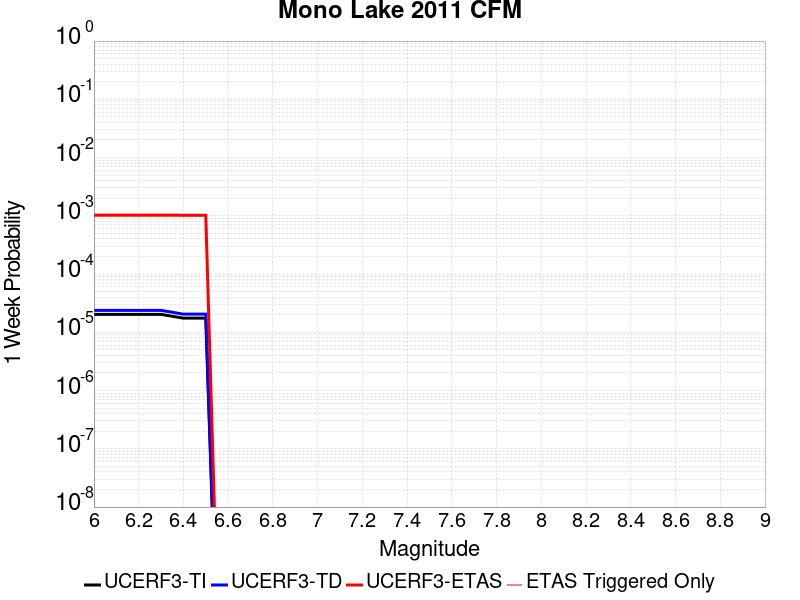 Mono Lake 2011 CFM
10^0
10^-1
10^-2
10^-3
10^-4
10^-5
10^-6
10^-7
10^-8
1 Week Probability
6 6.2 6.4 6.6 6.8 7 7.2 7.4 7.6 7.8 8 8.2 8.4 8.6 8.8 9
Magnitude
UCERF3-TI UCERF3-TD UCERF3-ETAS ETAS Triggered Only